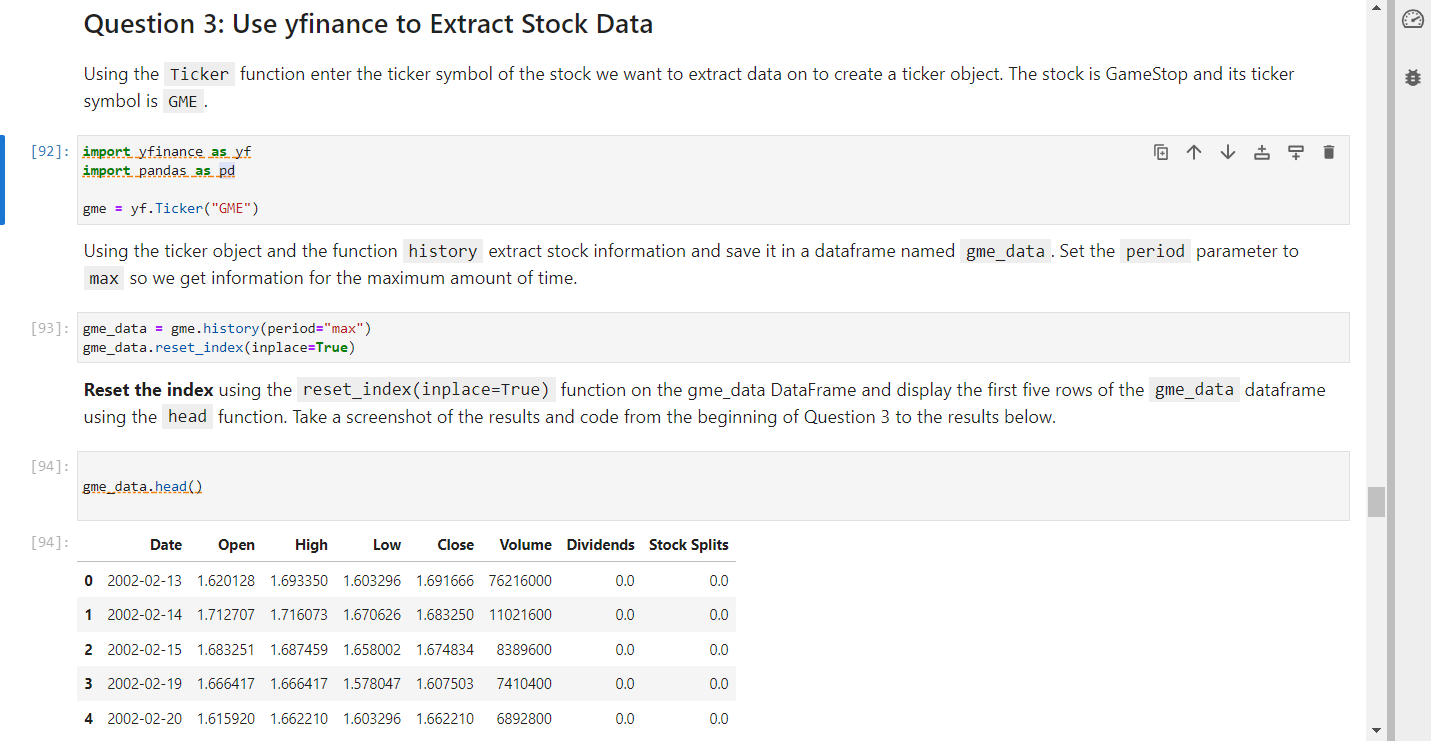 Question 3: Use yfinance to Extract Stock Data
Using the Ticker function enter the ticker symbol of the stock we want to extract data on to create a ticker object. The stock is GameStop and its ticker
symbol is GME .
[92]: import yfinance as yf
import pandas as pd
gme = yf.Ticker("GME")
Using the ticker object and the function history extract stock information and save it in a dataframe named gme_data . Set the period parameter to
max so we get information for the maximum amount of time.
[93]: gme_data = gme.history(period="max")
gme_data.reset_index(inplace=True)
Reset the index using the reset_index(inplace=True) function on the gme_data DataFrame and display the first five rows of the gme_data dataframe
using the head function. Take a screenshot of the results and code from the beginning of Question 3 to the results below.
[94]:
gme_data.head()
[94]: Date Open High Low Close Volume Dividends Stock Splits
0 2002-02-13 1.620128 1.693350 1.603296 1.691666 76216000 0.0 0.0
1 2002-02-14 1.712707 1.716073 1.670626 1.683250 11021600 0.0 0.0
2 2002-02-15 1.683251 1.687459 1.658002 1.674834 8389600 0.0 0.0
3 2002-02-19 1.666417 1.666417 1.578047 1.607503 7410400 0.0 0.0
4 2002-02-20 1.615920 1.662210 1.603296 1.662210 6892800 0.0 0.0